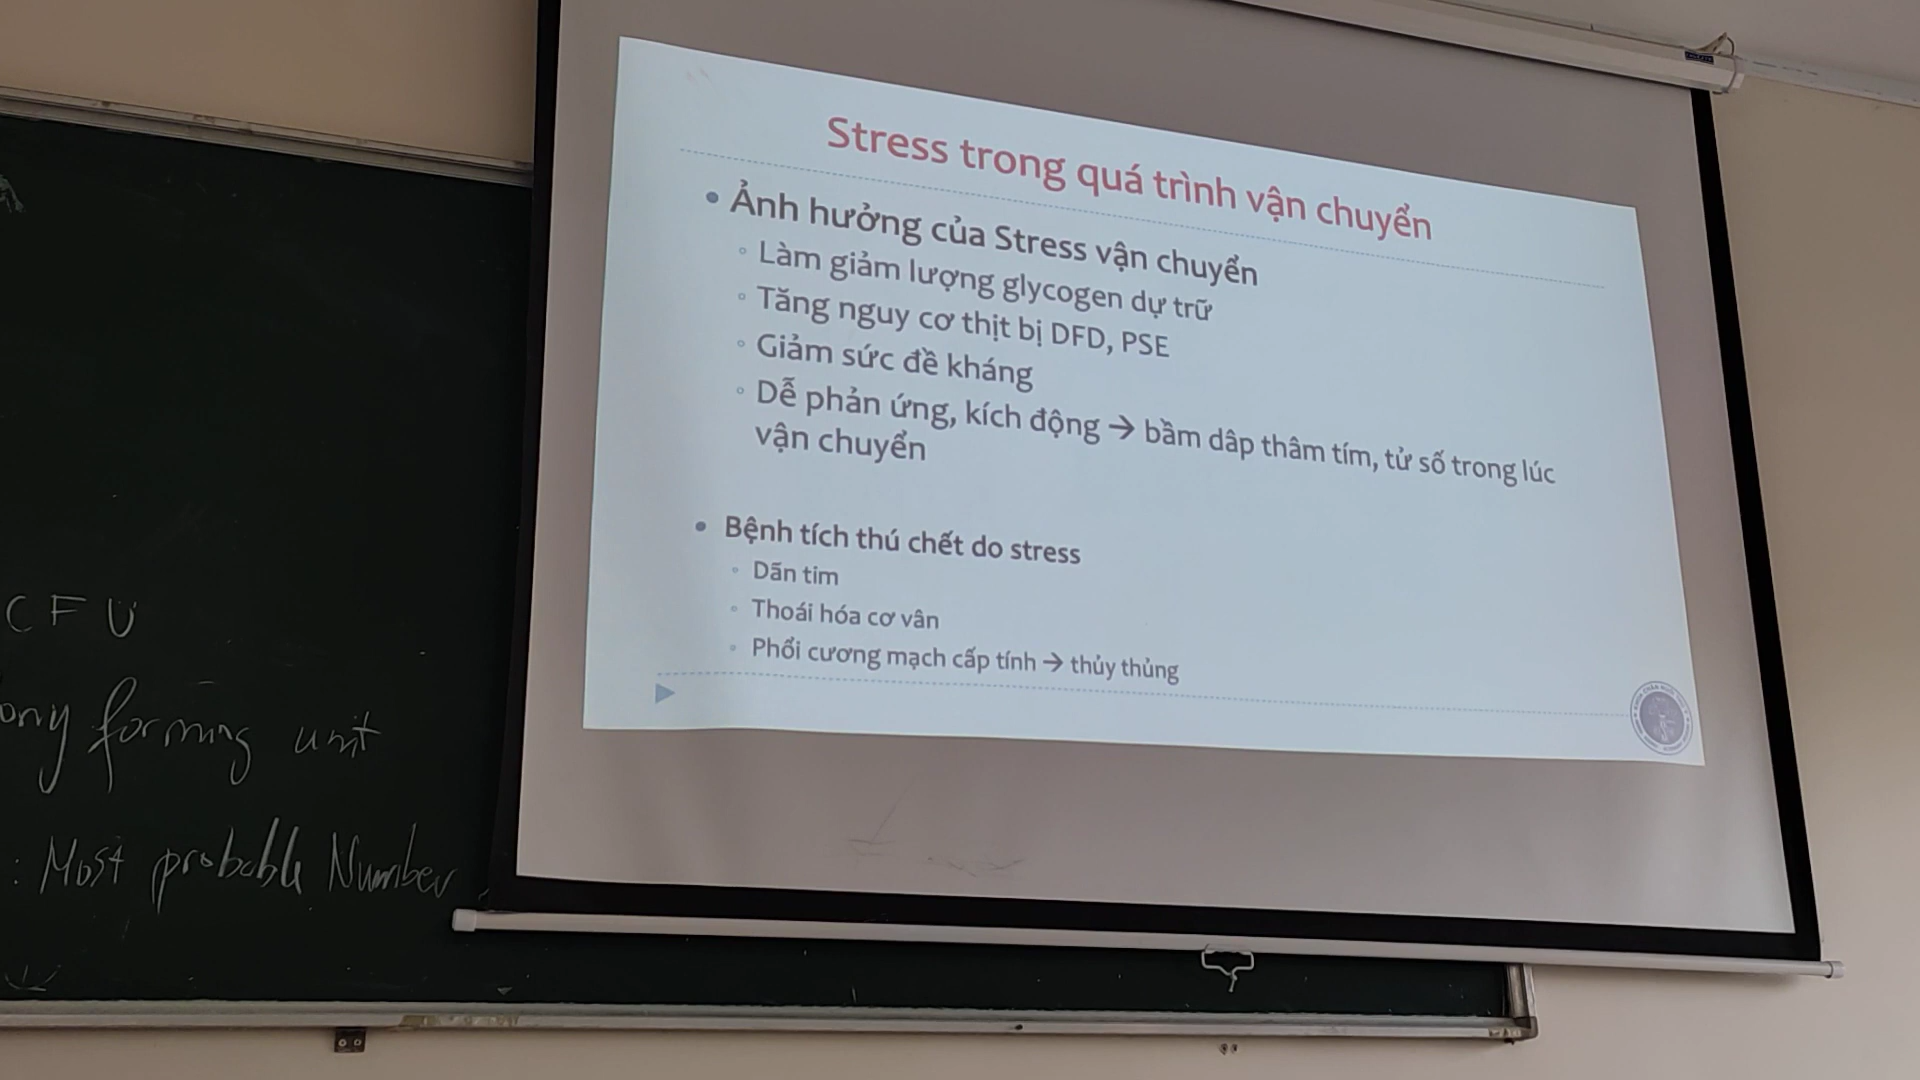 Stress trong quá trình vận chuyển
• Ảnh hưởng của Stress vận chuyển
◦ Làm giảm lượng glycogen dự trữ
◦ Tăng nguy cơ thịt bị DFD, PSE
◦ Giảm sức đề kháng
◦ Dễ phản ứng, kích động → bầm dâp thâm tím, tử số trong lúc
vận chuyển
• Bệnh tích thú chết do stress
◦ Dãn tim
◦ Thoái hóa cơ vân
◦ Phổi cương mạch cấp tính → thủy thủng
CFU
ony forming unit
: Most probable Number